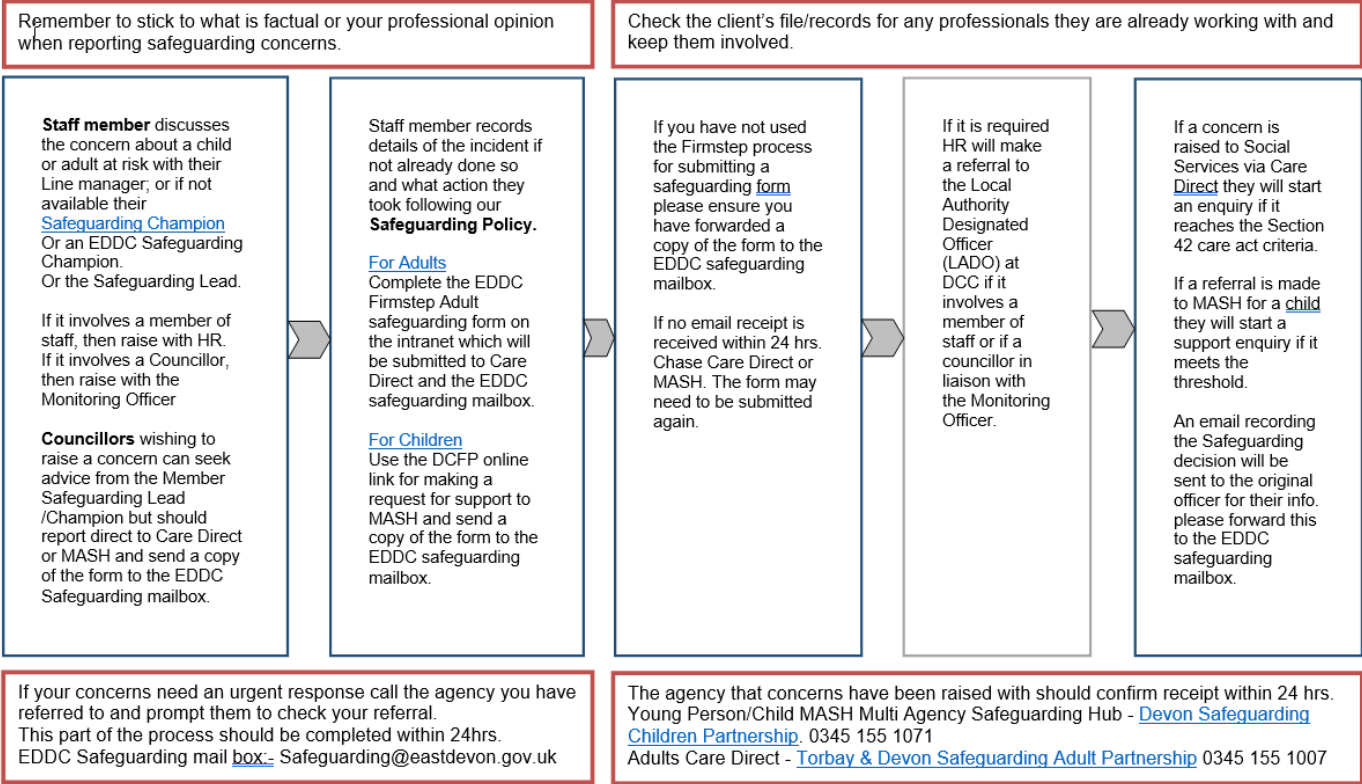 Remember to stick to what is factual or your professional opinion
when reporting safeguarding concerns.
Check the client's file/records for any professionals they are already working with and
keep them involved.
Staff member discusses
the concern about a child
or adult at risk with their
Line manager; or if not
available their
Safeguarding Champion
Or an EDDC Safeguarding
Champion.
Or the Safeguarding Lead.
If it involves a member of
staff, then raise with HR.
If it involves a Councillor,
then raise with the
Monitoring Officer
Councillors wishing to
raise a concern can seek
advice from the Member
Safeguarding Lead
/Champion but should
report direct to Care Direct
or MASH and send a copy
of the form to the EDDC
Safeguarding mailbox.
Staff member records
details of the incident if
not already done so
and what action they
took following our
Safeguarding Policy.
For Adults
Complete the EDDC
Firmstep Adult
safeguarding form on
the intranet which will
be submitted to Care
Direct and the EDDC
safeguarding mailbox.
For Children
Use the DCFP online
link for making a
request for support to
MASH and send a
copy of the form to the
EDDC safeguarding
mailbox.
If you have not used
the Firmstep process
for submitting a
safeguarding form
please ensure you
have forwarded a
copy of the form to the
EDDC safeguarding
mailbox.
If no email receipt is
received within 24 hrs.
Chase Care Direct or
MASH. The form may
need to be submitted
again.
If it is required
HR will make
a referral to
the Local
Authority
Designated
Officer
(LADO) at
DCC if it
involves a
member of
staff or if a
councillor in
liaison with
the Monitoring
Officer.
If a concern is
raised to Social
Services via Care
Direct they will start
an enquiry if it
reaches the Section
42 care act criteria.
If a referral is made
to MASH for a child
they will start a
support enquiry if it
meets the
threshold.
An email recording
the Safeguarding
decision will be
sent to the original
officer for their info.
please forward this
to the EDDC
safeguarding
mailbox.
If your concerns need an urgent response call the agency you have
referred to and prompt them to check your referral.
This part of the process should be completed within 24hrs.
EDDC Safeguarding mail box:- Safeguarding@eastdevon.gov.uk
The agency that concerns have been raised with should confirm receipt within 24 hrs.
Young Person/Child MASH Multi Agency Safeguarding Hub - Devon Safeguarding
Children Partnership. 0345 155 1071
Adults Care Direct - Torbay & Devon Safeguarding Adult Partnership 0345 155 1007